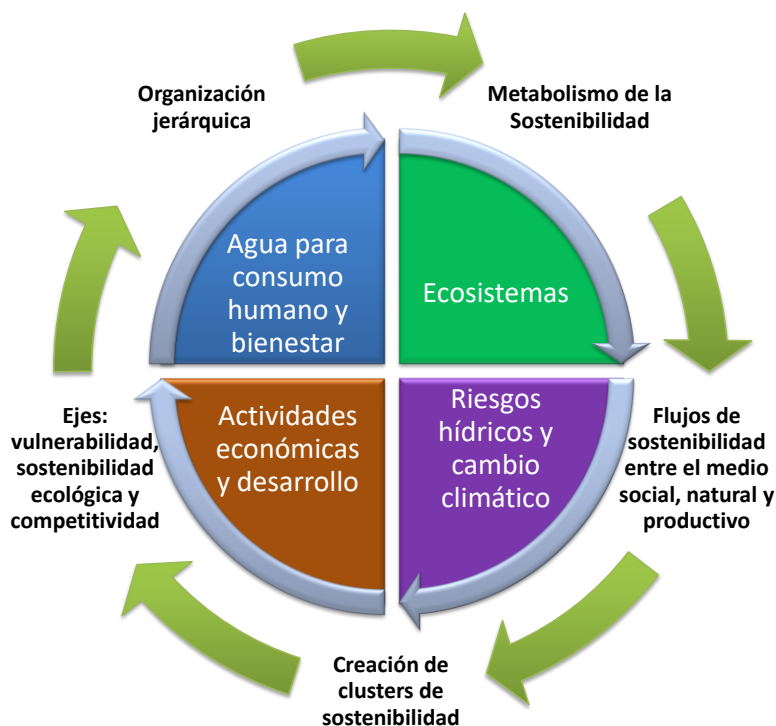 Organización
jerárquica
Metabolismo de la
Sostenibilidad
Agua para
consumo
humano y
bienestar
Ecosistemas
Actividades
económicas
y desarrollo
Riesgos
hídricos y
cambio
climático
Ejes:
vulnerabilidad,
sostenibilidad
ecológica y
competitividad
Flujos de
sostenibilidad
entre el medio
social, natural y
productivo
Creación de
clusters de
sostenibilidad